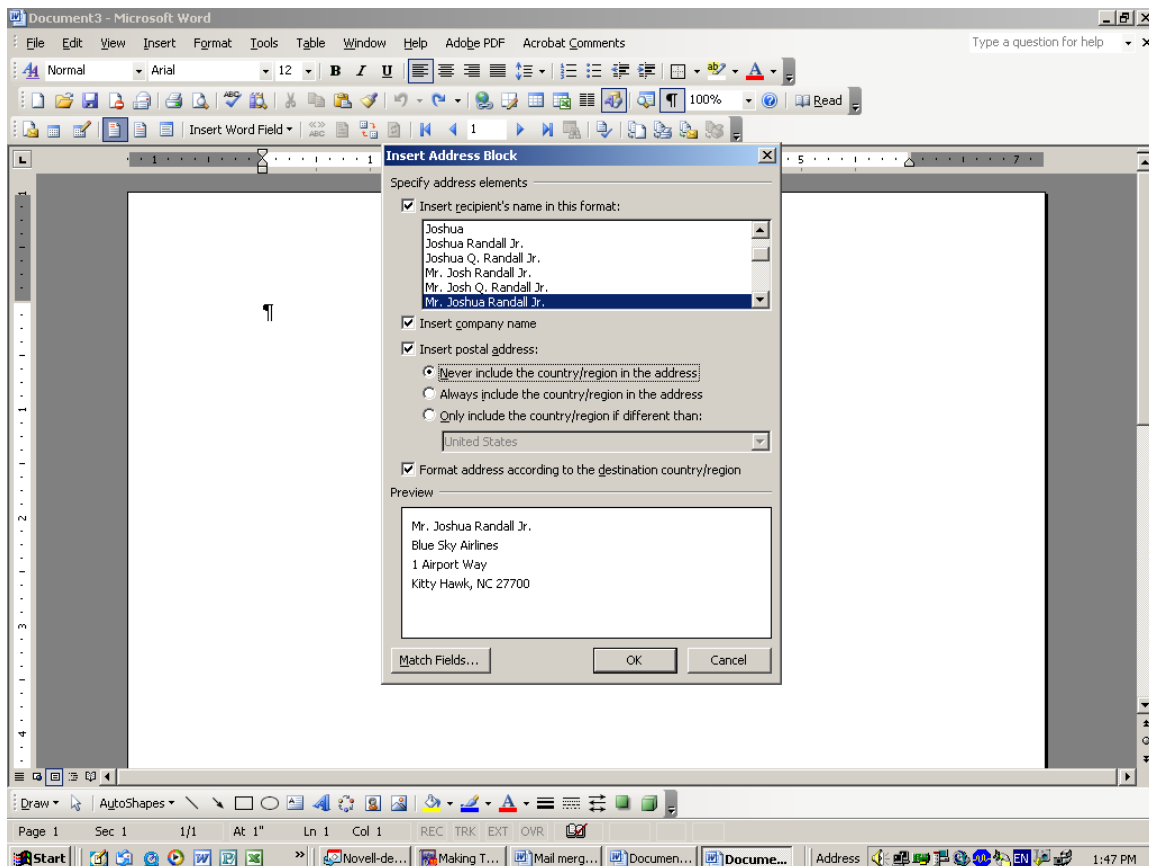 Document3 - Microsoft Word
File Edit View Insert Format Tools Table Window Help Adobe PDF Acrobat Comments Type a question for help
Normal Arial 12 B I U
100% Read
Insert Word Field 1
Insert Address Block
Specify address elements
Insert recipient's name in this format:
Joshua
Joshua Randall Jr.
Joshua Q. Randall Jr.
Mr. Josh Randall Jr.
Mr. Josh Q. Randall Jr.
Mr. Joshua Randall Jr.
¶
Insert company name
Insert postal address:
Never include the country/region in the address
Always include the country/region in the address
Only include the country/region if different than:
United States
Format address according to the destination country/region
Preview
Mr. Joshua Randall Jr.
Blue Sky Airlines
1 Airport Way
Kitty Hawk, NC 27700
Match Fields... OK Cancel
Draw AutoShapes
Page 1 Sec 1 1/1 At 1" Ln 1 Col 1 REC TRK EXT OVR
Start » Novell-de... Making T... Mail merg... Documen... Docume... Address EN 1:47 PM